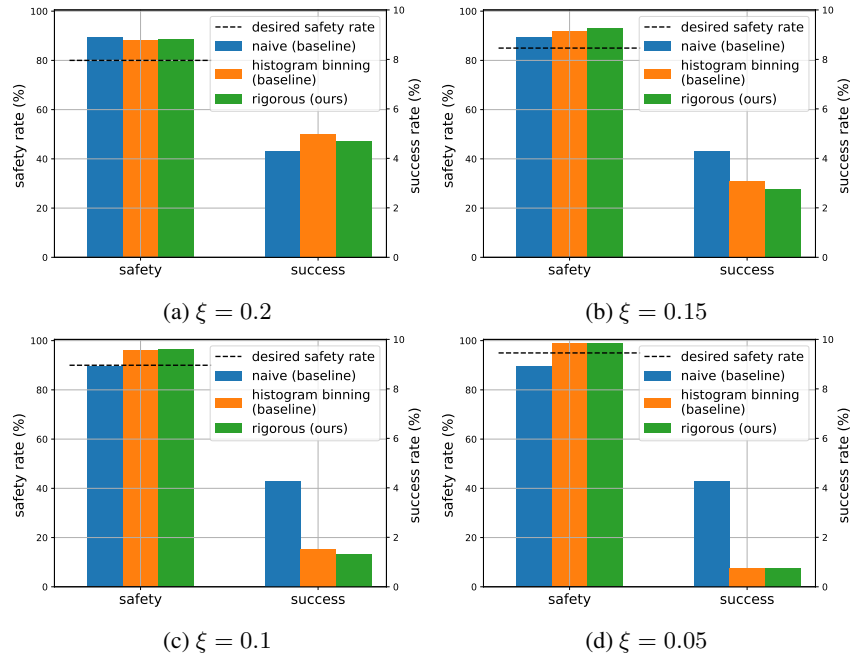 100
80
60
40
20
0
safety rate (%)
safety
success
10
8
6
4
2
0
success rate (%)
desired safety rate
naive (baseline)
histogram binning
(baseline)
rigorous (ours)
(a) ξ = 0.2
100
80
60
40
20
0
safety rate (%)
safety
success
10
8
6
4
2
0
success rate (%)
desired safety rate
naive (baseline)
histogram binning
(baseline)
rigorous (ours)
(b) ξ = 0.15
100
80
60
40
20
0
safety rate (%)
safety
success
10
8
6
4
2
0
success rate (%)
desired safety rate
naive (baseline)
histogram binning
(baseline)
rigorous (ours)
(c) ξ = 0.1
100
80
60
40
20
0
safety rate (%)
safety
success
10
8
6
4
2
0
success rate (%)
desired safety rate
naive (baseline)
histogram binning
(baseline)
rigorous (ours)
(d) ξ = 0.05